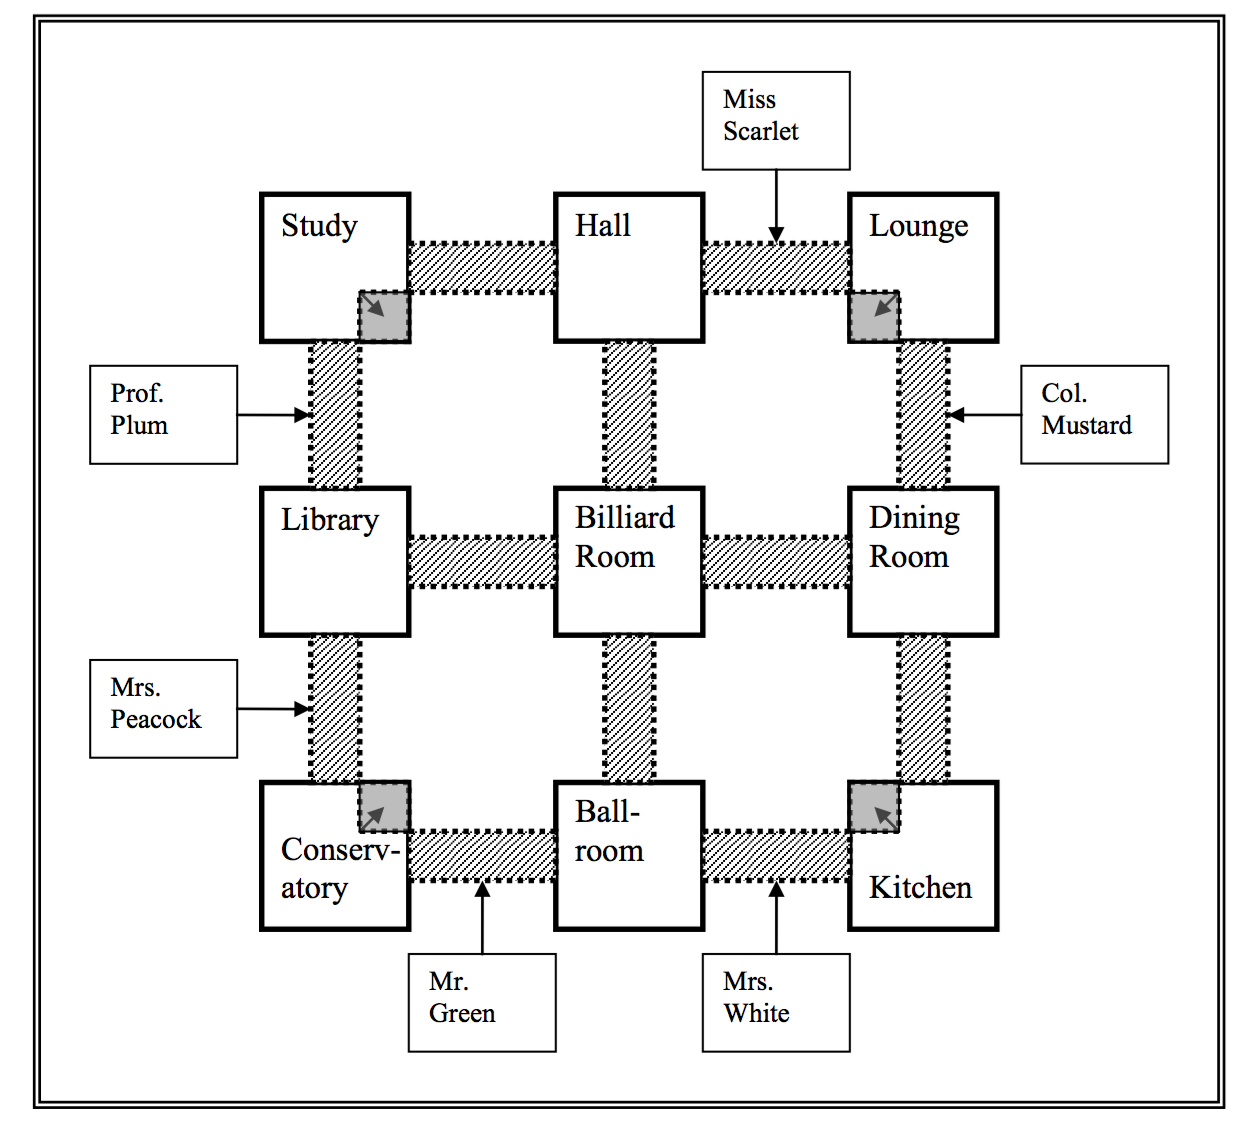 Miss
Scarlet
Study
Hall
Lounge
Prof.
Plum
Col.
Mustard
Library
Billiard
Room
Dining
Room
Mrs.
Peacock
Conserv-
atory
Ball-
room
Kitchen
Mr.
Green
Mrs.
White